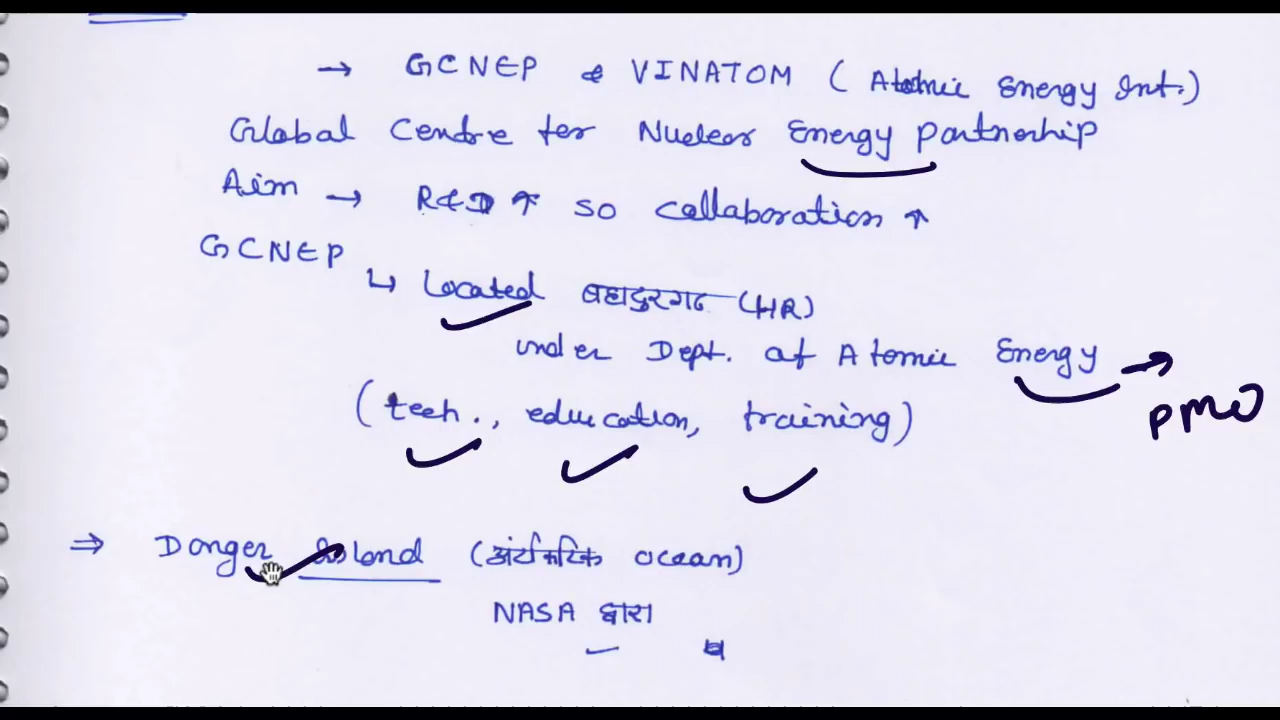 → GCNEP & VINATOM ( Atomic Energy Int.)
Global Centre for Nuclear Energy Partnership
Aim → R&D ↑ so collaboration ↑
GCNEP
↳ Located बहादुरगढ (HR)
under Dept. of Atomic Energy →
PMO
(tech., education, training)
⇒ Danger Island (अंर्टाकटिक ocean)
NASA द्वारा